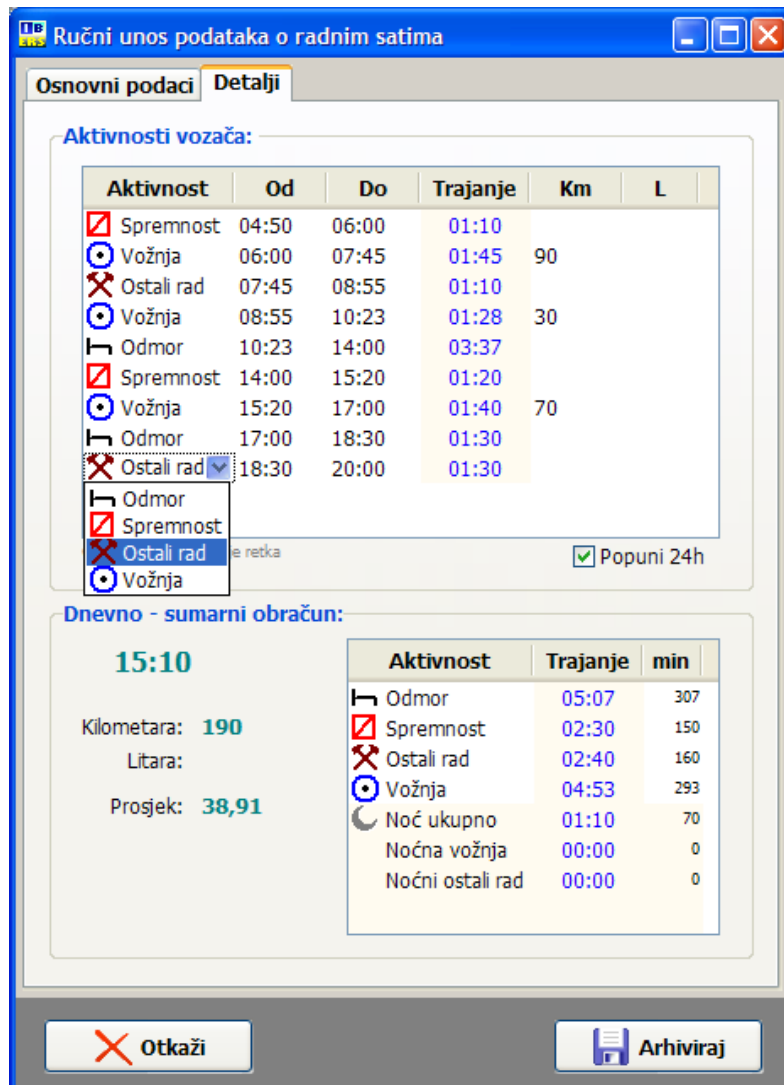 Ručni unos podataka o radnim satima
Osnovni podaci Detalji
Aktivnosti vozača:
Aktivnost Od Do Trajanje Km L
Spremnost 04:50 06:00 01:10
Vožnja 06:00 07:45 01:45 90
Ostali rad 07:45 08:55 01:10
Vožnja 08:55 10:23 01:28 30
Odmor 10:23 14:00 03:37
Spremnost 14:00 15:20 01:20
Vožnja 15:20 17:00 01:40 70
Odmor 17:00 18:30 01:30
Ostali rad 18:30 20:00 01:30
Odmor
Spremnost
Ostali rad
Vožnja
retka
Popuni 24h
Dnevno - sumarni obračun:
15:10
Kilometara: 190
Litara:
Prosjek: 38,91
Aktivnost Trajanje min
Odmor 05:07 307
Spremnost 02:30 150
Ostali rad 02:40 160
Vožnja 04:53 293
Noć ukupno 01:10 70
Noćna vožnja 00:00 0
Noćni ostali rad 00:00 0
Otkaži
Arhiviraj